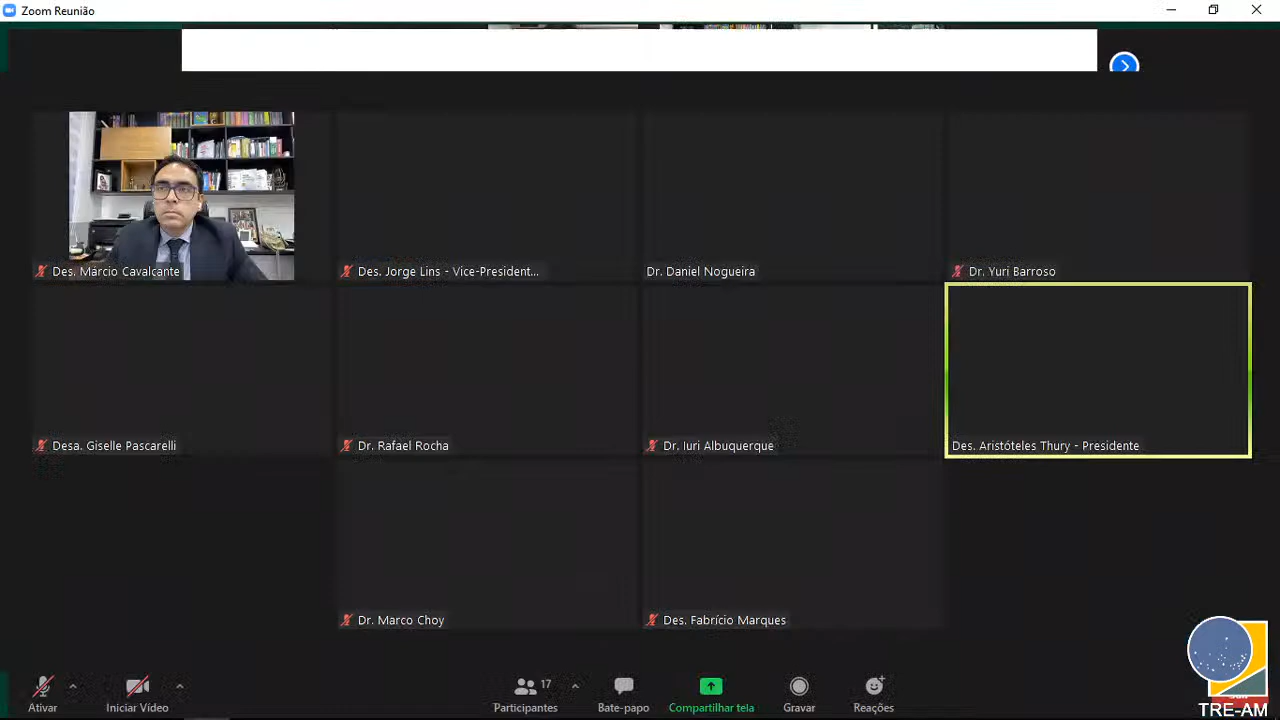 Zoom Reunião
Des. Márcio Cavalcante
Des. Jorge Lins - Vice-President...
Dr. Daniel Nogueira
Dr. Yuri Barroso
Desa. Giselle Pascarelli
Dr. Rafael Rocha
Dr. Iuri Albuquerque
Des. Aristóteles Thury - Presidente
Dr. Marco Choy
Des. Fabrício Marques
Ativar
Iniciar Vídeo
17
Participantes
Bate-papo
Compartilhar tela
Gravar
Reações
TRE-AM